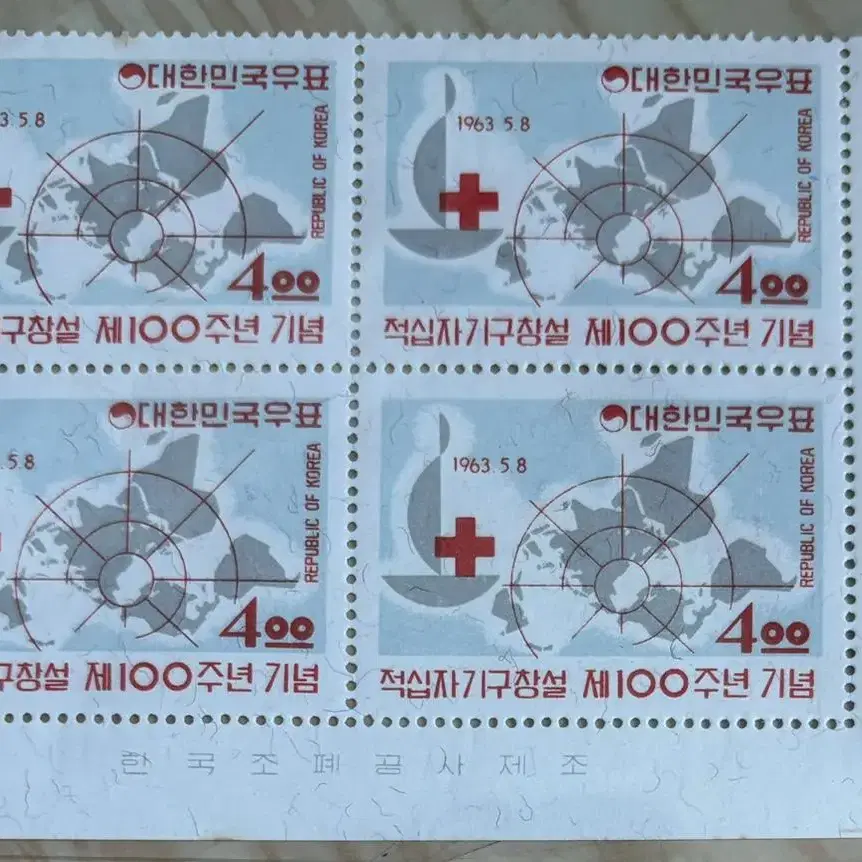 대한민국우표
3 5.8
REPUBLIC OF KOREA
4 00
구창설 제100주년 기념
대한민국우표
1963 5.8
REPUBLIC OF KOREA
4 00
적십자기구창설 제100주년 기념
대한민국우표
.5.8
REPUBLIC OF KOREA
4 00
구창설 제100주년 기념
대한민국우표
1963.5.8
REPUBLIC OF KOREA
4 00
적십자기구창설 제100주년 기념
한국조폐공사제조